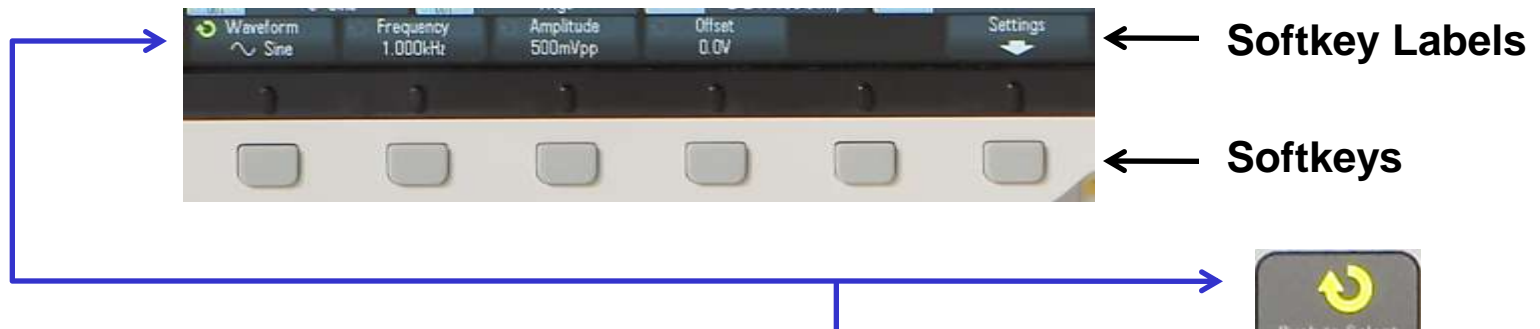 Waveform Frequency Amplitude Offset Settings
Sine 1.000kHz 500mVpp 0.0V
Softkey Labels
Softkeys